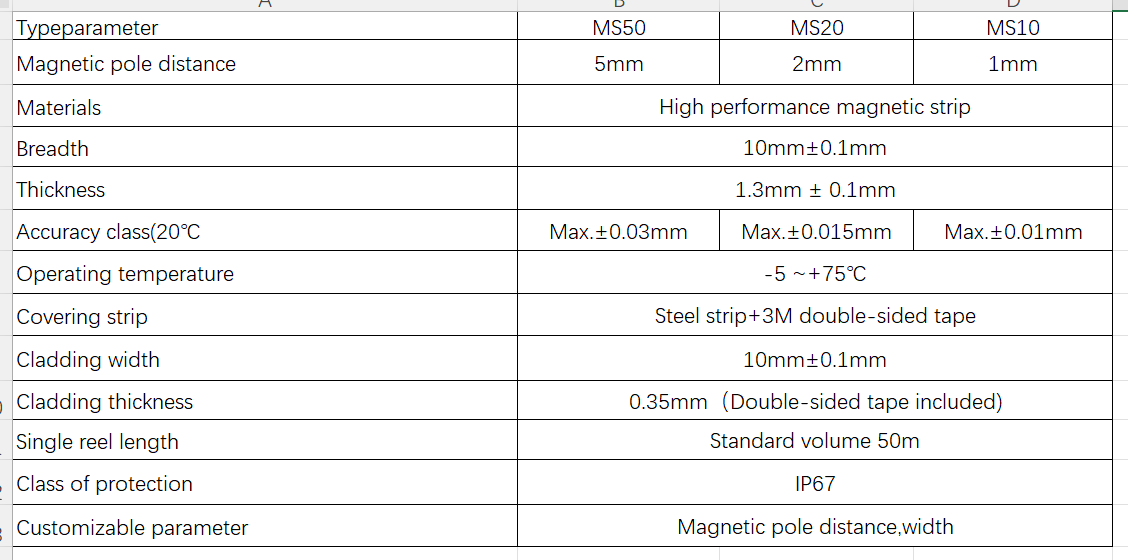 A B C D
Typeparameter MS50 MS20 MS10
Magnetic pole distance 5mm 2mm 1mm
Materials High performance magnetic strip
Breadth 10mm±0.1mm
Thickness 1.3mm ± 0.1mm
Accuracy class(20℃ Max.±0.03mm Max.±0.015mm Max.±0.01mm
Operating temperature -5 ~+75℃
Covering strip Steel strip+3M double-sided tape
Cladding width 10mm±0.1mm
Cladding thickness 0.35mm（Double-sided tape included)
Single reel length Standard volume 50m
Class of protection IP67
Customizable parameter Magnetic pole distance,width